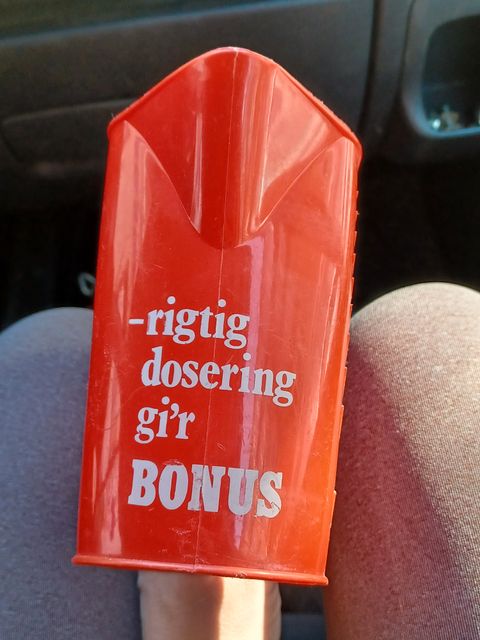 -rigtig
dosering
gi'r
BONUS